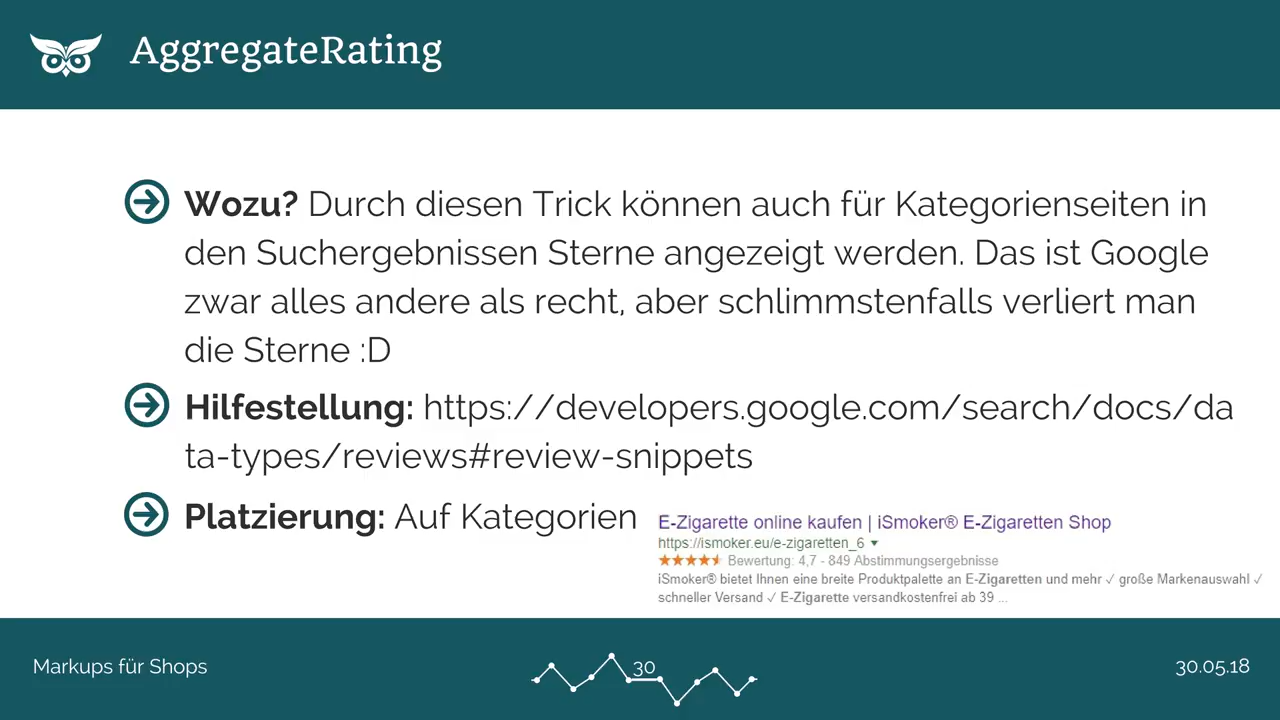 AggregateRating
Wozu? Durch diesen Trick können auch für Kategorienseiten in
den Suchergebnissen Sterne angezeigt werden. Das ist Google
zwar alles andere als recht, aber schlimmstenfalls verliert man
die Sterne :D
Hilfestellung: https://developers.google.com/search/docs/da
ta-types/reviews#review-snippets
Platzierung: Auf Kategorien
E-Zigarette online kaufen | iSmoker® E-Zigaretten Shop
https://ismoker.eu/e-zigaretten_6 ▾
Bewertung: 4,7 - 849 Abstimmungsergebnisse
iSmoker® bietet Ihnen eine breite Produktpalette an E-Zigaretten und mehr ✓ große Markenauswahl ✓
schneller Versand ✓ E-Zigarette versandkostenfrei ab 39 ...
Markups für Shops
30
30.05.18